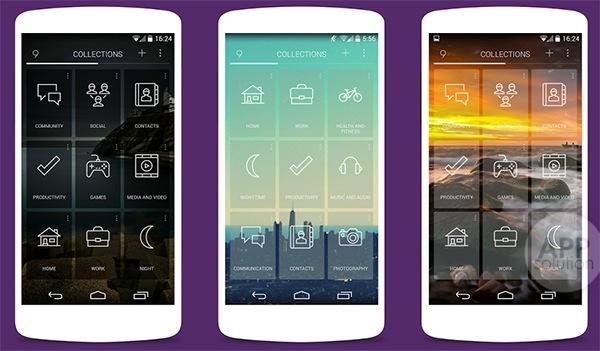 16:24
COLLECTIONS
COMMUNITY
SOCIAL
CONTACTS
PRODUCTIVITY
GAMES
MEDIA AND VIDEO
HOME
WORK
NIGHT
5:56
COLLECTIONS
HOME
WORK
HEALTH AND
FITNESS
NIGHT TIME
PRODUCTIVITY
MUSIC AND AUDIO
COMMUNICATION
CONTACTS
PHOTOGRAPHY
16:24
COLLECTIONS
COMMUNITY
SOCIAL
CONTACTS
PRODUCTIVITY
GAMES
MEDIA AND VIDEO
HOME
WORK
APP
solution